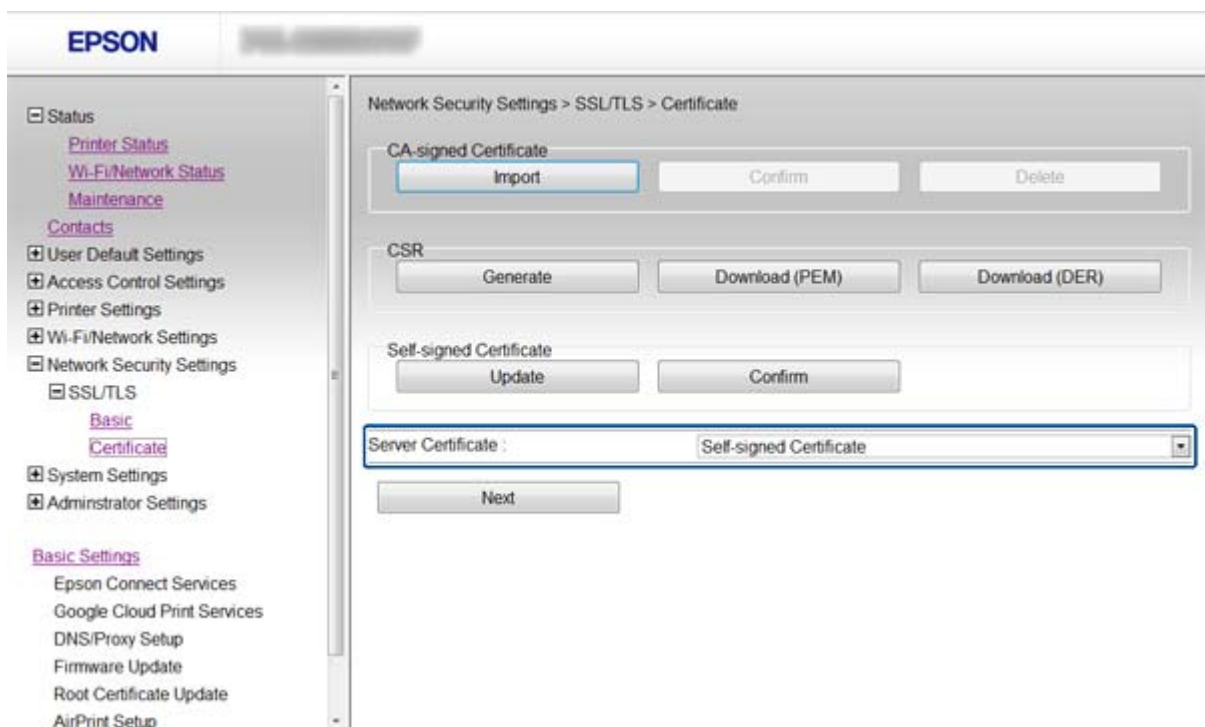 EPSON
Status
Printer Status
Wi-Fi/Network Status
Maintenance
Contacts
User Default Settings
Access Control Settings
Printer Settings
Wi-Fi/Network Settings
Network Security Settings
SSL/TLS
Basic
Certificate
System Settings
Adminstrator Settings
Basic Settings
Epson Connect Services
Google Cloud Print Services
DNS/Proxy Setup
Firmware Update
Root Certificate Update
AirPrint Setup
Network Security Settings > SSL/TLS > Certificate
CA-signed Certificate
Import Confirm Delete
CSR
Generate Download (PEM) Download (DER)
Self-signed Certificate
Update Confirm
Server Certificate : Self-signed Certificate
Next